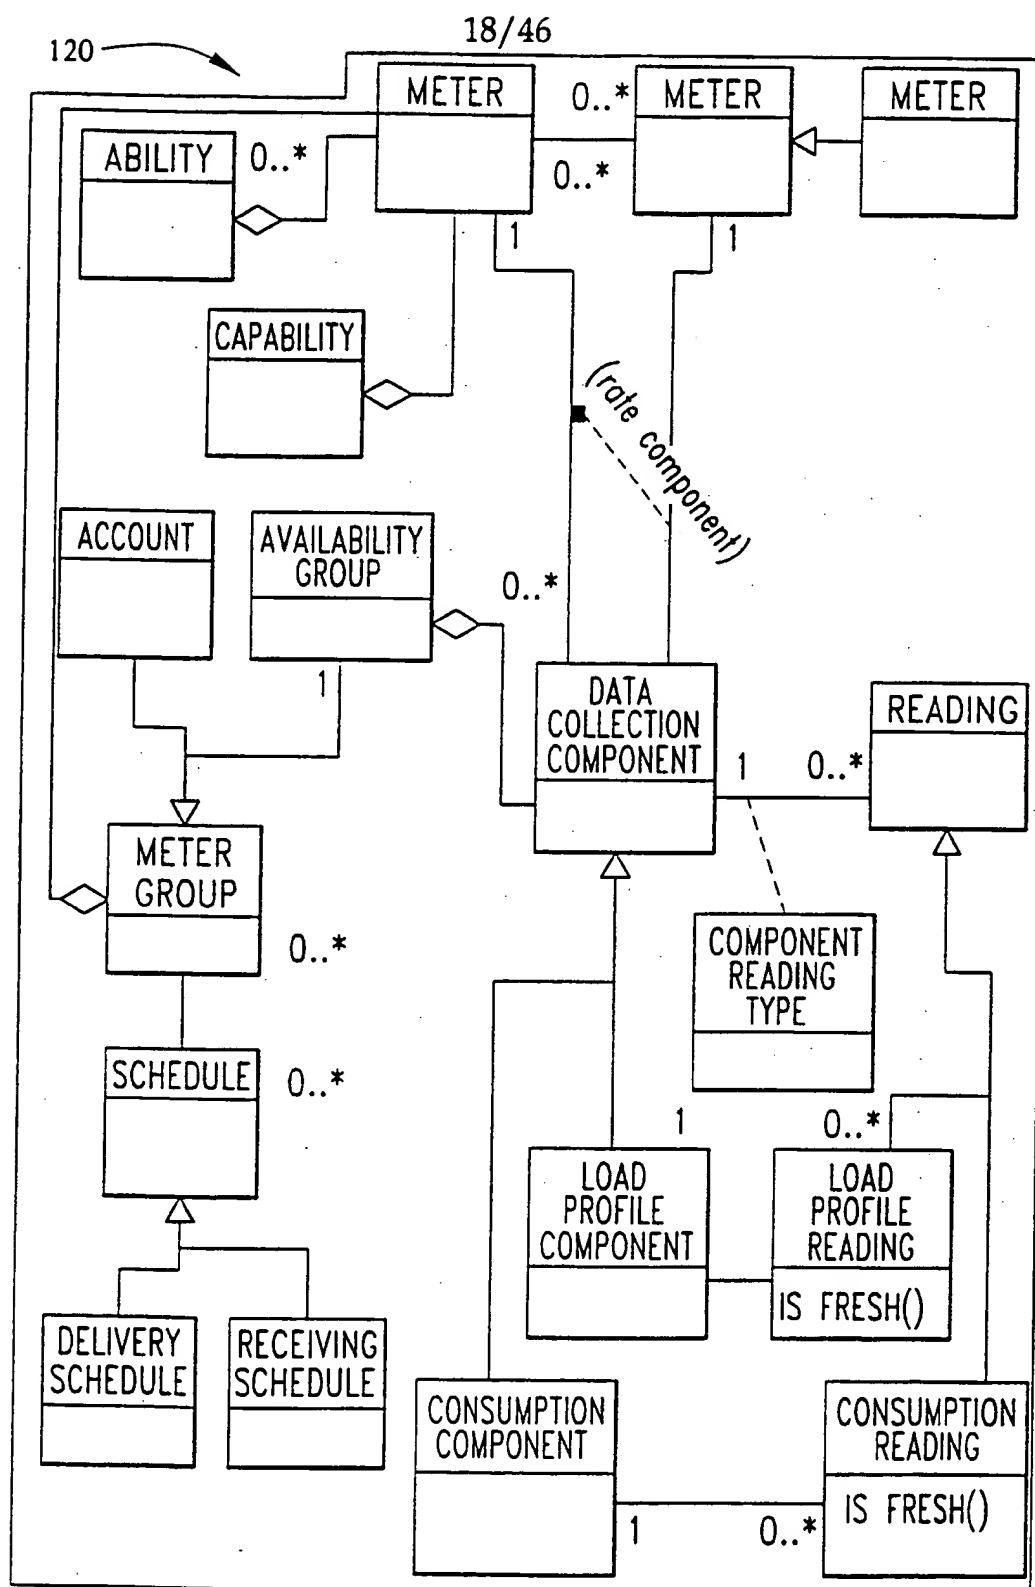 18/46
120
METER
0..*
METER
METER
ABILITY
0..*
0..*
1
1
CAPABILITY
(rate component)
ACCOUNT
AVAILABILITY
GROUP
0..*
1
DATA
COLLECTION
COMPONENT
READING
1
0..*
METER
GROUP
0..*
COMPONENT
READING
TYPE
SCHEDULE
0..*
1
0..*
LOAD
PROFILE
COMPONENT
LOAD
PROFILE
READING
IS FRESH()
DELIVERY
SCHEDULE
RECEIVING
SCHEDULE
CONSUMPTION
COMPONENT
CONSUMPTION
READING
IS FRESH()
1
0..*